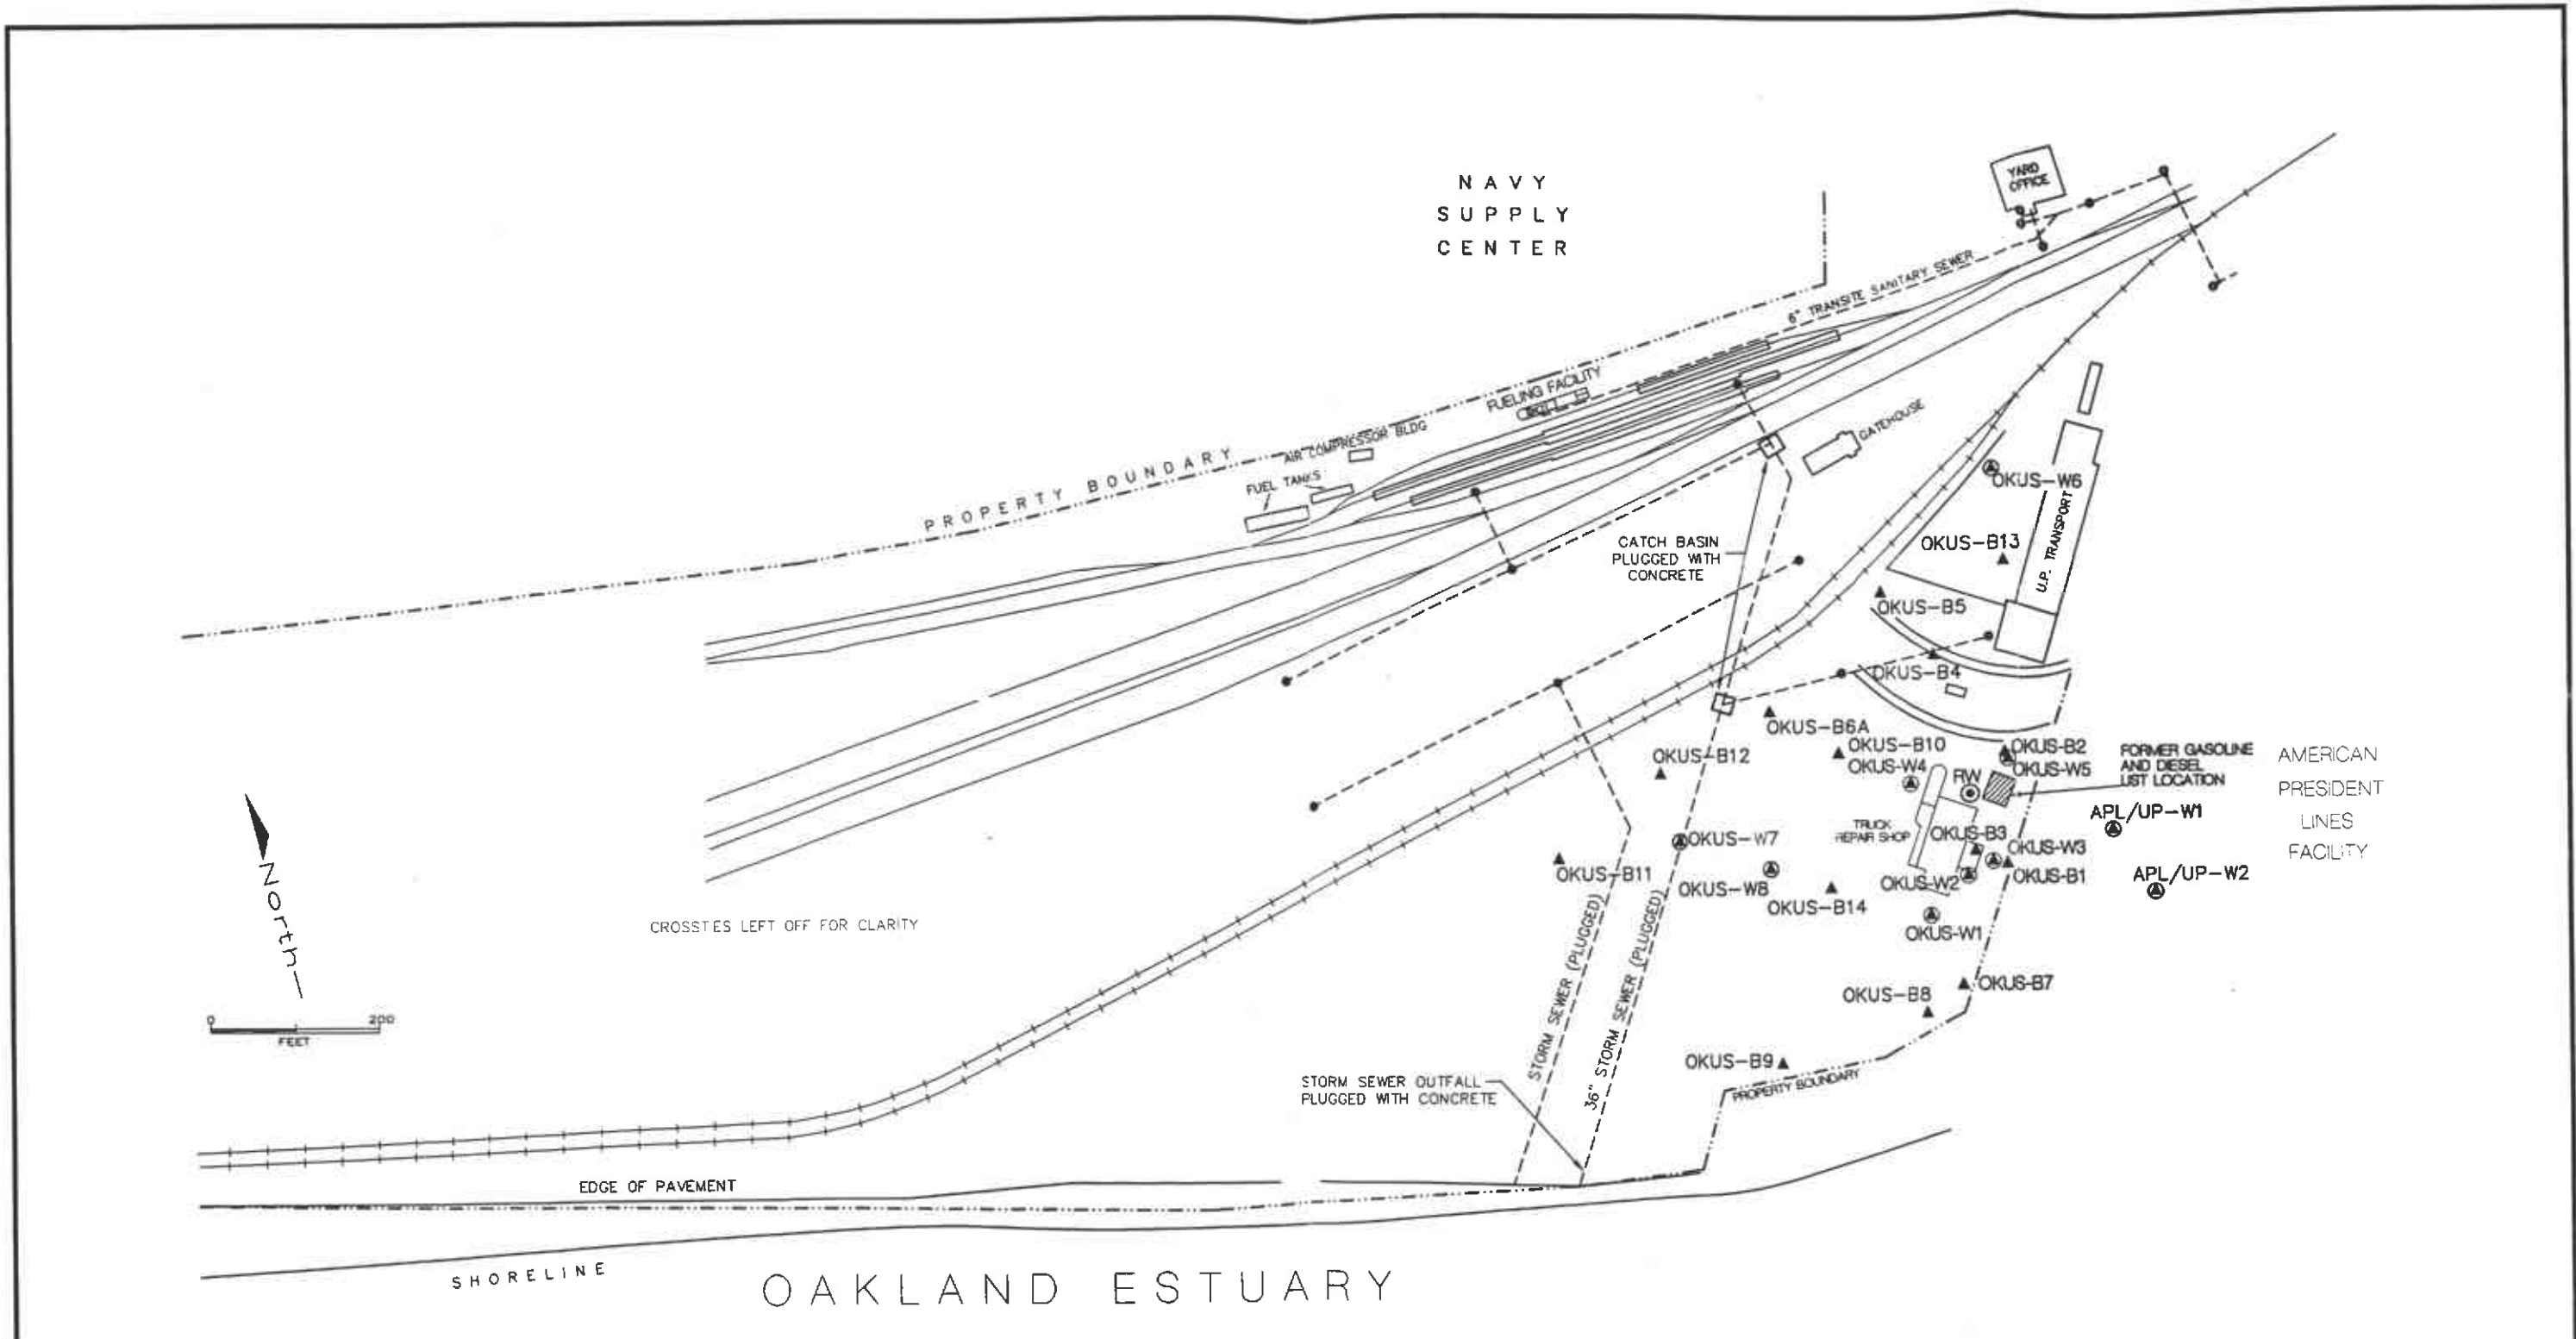 NAVY
SUPPLY
CENTER
YARD
OFFICE
6" TRANSITE SANITARY SEWER
FUELING FACILITY
AIR COMPRESSOR BLDG
GATEHOUSE
PROPERTY BOUNDARY
FUEL TANKS
OKUS-W6
U.P. TRANSPORT
CATCH BASIN
PLUGGED WITH
CONCRETE
OKUS-B13
OKUS-B5
OKUS-B4
OKUS-B6A
OKUS-B12
OKUS-B10
OKUS-W4
OKUS-B2
OKUS-W5
RW
FORMER GASOLINE
AND DIESEL
UST LOCATION
AMERICAN
PRESIDENT
LINES
FACILITY
APL/UP-W1
TRUCK
REPAIR SHOP
OKUS-B3
OKUS-W7
OKUS-W3
OKUS-B11
OKUS-W8
OKUS-W2
OKUS-B1
APL/UP-W2
OKUS-B14
OKUS-W1
North
CROSSTIES LEFT OFF FOR CLARITY
STORM SEWER (PLUGGED)
36" STORM SEWER (PLUGGED)
OKUS-B7
OKUS-B8
0 200
FEET
OKUS-B9
PROPERTY BOUNDARY
STORM SEWER OUTFALL
PLUGGED WITH CONCRETE
EDGE OF PAVEMENT
SHORELINE
OAKLAND ESTUARY